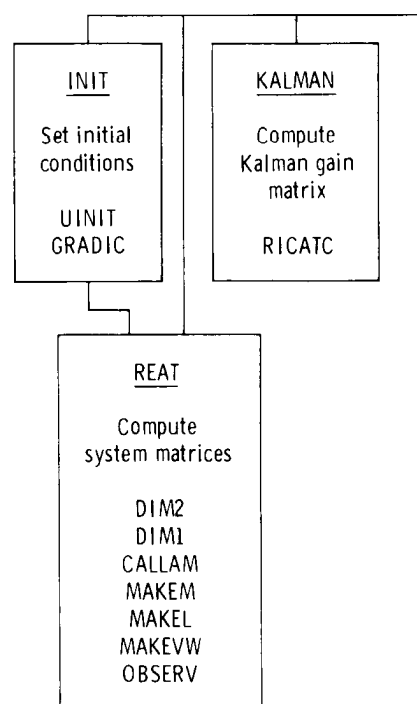 INIT
Set initial
conditions
UINIT
GRADIC
KALMAN
Compute
Kalman gain
matrix
RICATC
REAT
Compute
system matrices
DIM2
DIM1
CALLAM
MAKEM
MAKEL
MAKEVW
OBSERV